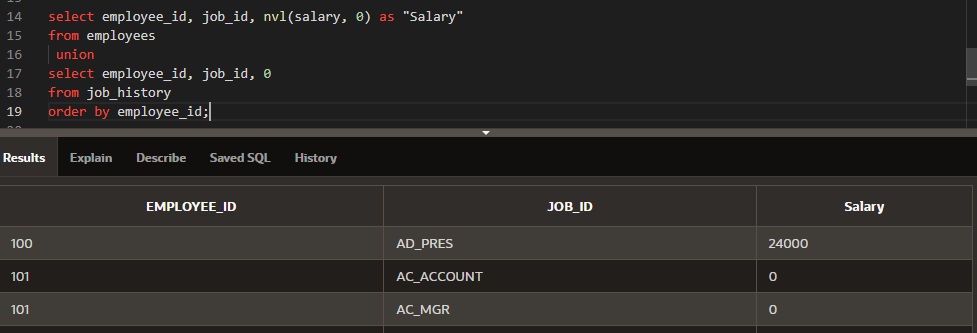 14 select employee_id, job_id, nvl(salary, 0) as "Salary"
15 from employees
16 union
17 select employee_id, job_id, 0
18 from job_history
19 order by employee_id;
Results Explain Describe Saved SQL History
EMPLOYEE_ID JOB_ID Salary
100 AD_PRES 24000
101 AC_ACCOUNT 0
101 AC_MGR 0